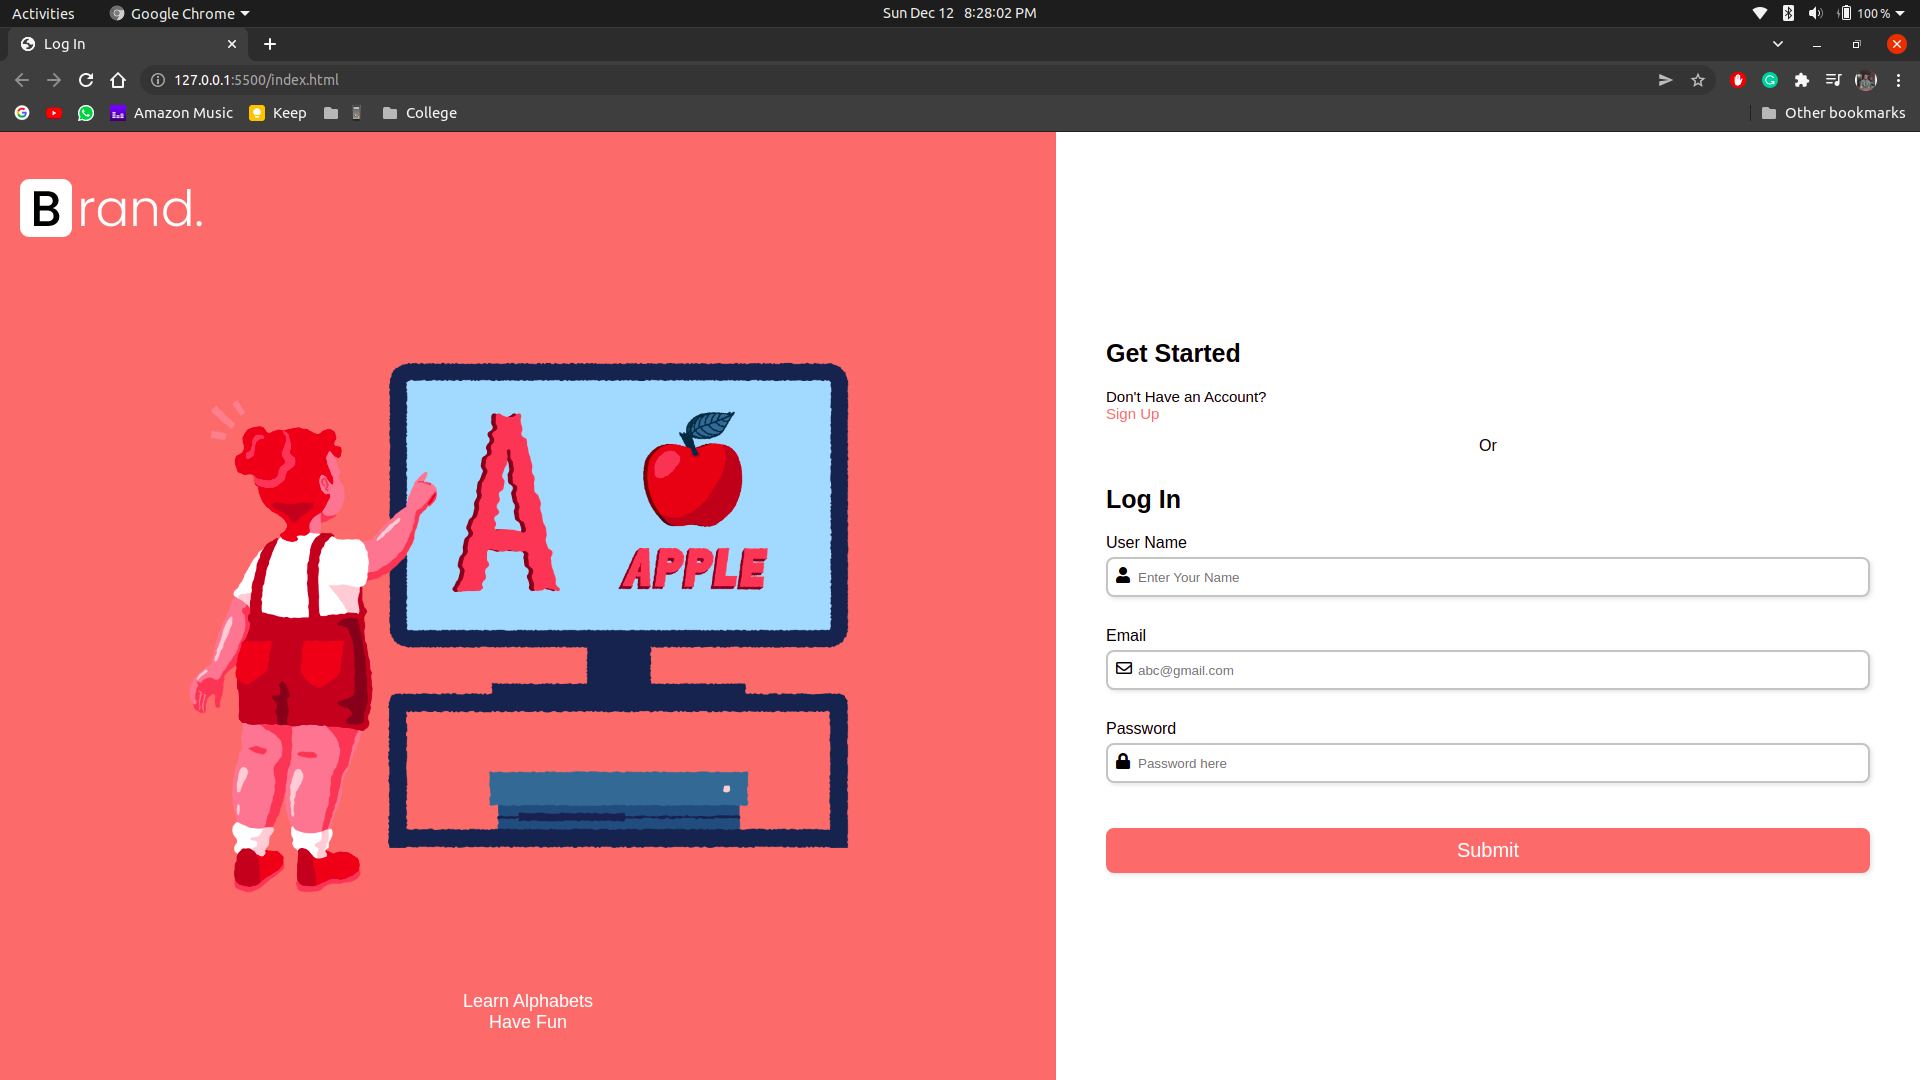 Activities
Google Chrome
Sun Dec 12 8:28:02 PM
100 %
Log In
127.0.0.1:5500/index.html
Amazon Music
Keep
College
Other bookmarks
Brand.
A
APPLE
Learn Alphabets
Have Fun
Get Started
Don't Have an Account?
Sign Up
Or
Log In
User Name
Enter Your Name
Email
abc@gmail.com
Password
Password here
Submit